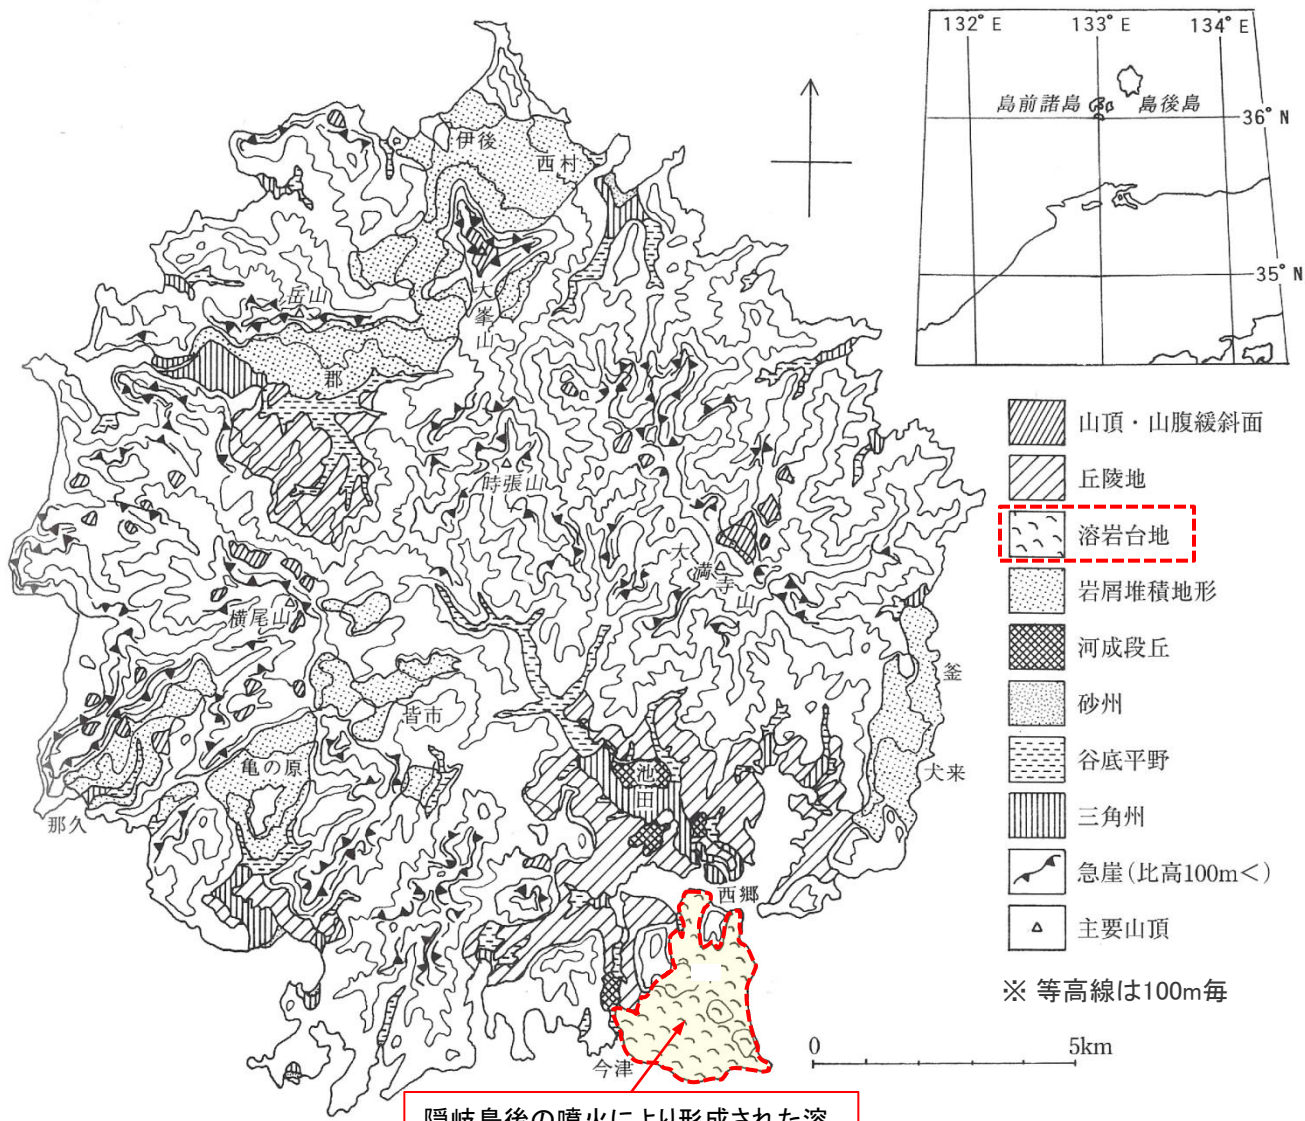 132°E
133°E
134°E
島前諸島
島後島
36°N
35°N
伊後
西村
岳山
大峯山
郡
時張山
大満寺山
横尾山
釜
皆市
池田
亀の原
犬来
那久
西郷
今津
山頂・山腹緩斜面
丘陵地
溶岩台地
岩屑堆積地形
河成段丘
砂州
谷底平野
三角州
急崖(比高100m<)
主要山頂
※ 等高線は100m毎
0
5km
隠岐島後の噴火により形成された溶